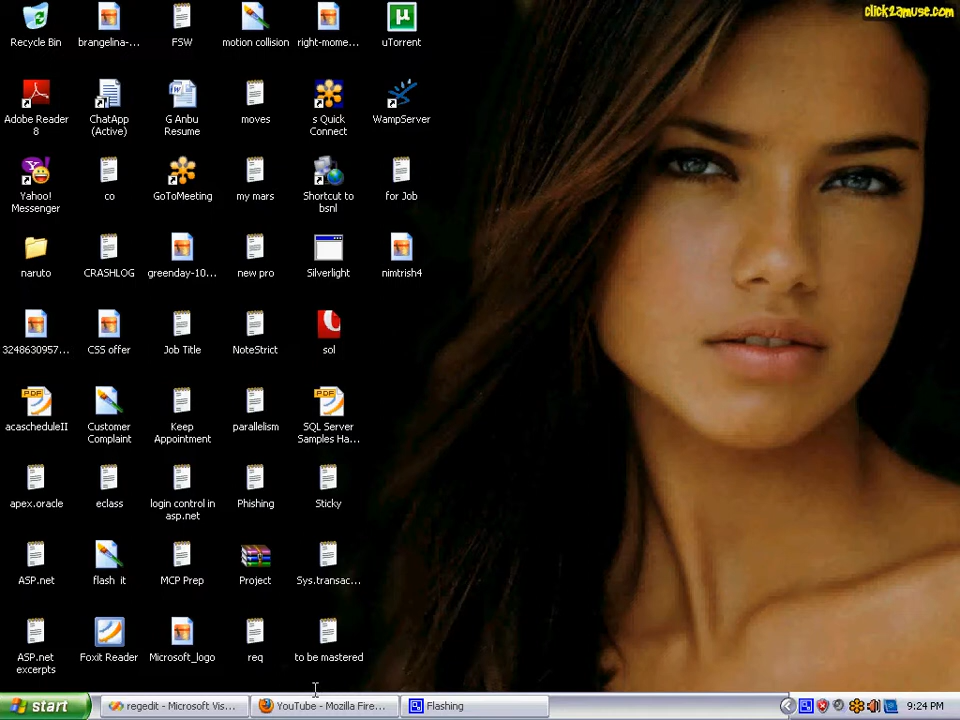 click2amuse.com
Recycle Bin
brangelina-...
FSW
motion collision
right-mome...
uTorrent
Adobe Reader
8
ChatApp
(Active)
G Anbu
Resume
moves
s Quick
Connect
WampServer
Yahoo!
Messenger
co
GoToMeeting
my mars
Shortcut to
bsnl
for Job
naruto
CRASHLOG
greenday-10...
new pro
Silverlight
nimtrish4
3248630957...
CSS offer
Job Title
NoteStrict
sol
acascheduleII
Customer
Complaint
Keep
Appointment
parallelism
SQL Server
Samples Ha...
apex.oracle
eclass
login control in
asp.net
Phishing
Sticky
ASP.net
flash it
MCP Prep
Project
Sys.transac...
ASP.net
excerpts
Foxit Reader
Microsoft_logo
req
to be mastered
start
regedit - Microsoft Vis...
YouTube - Mozilla Fire...
Flashing
9:24 PM